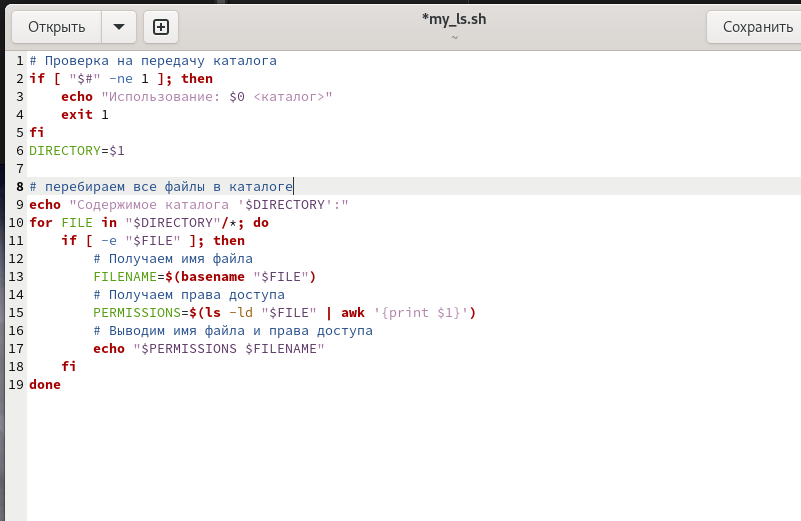 Открыть
*my_ls.sh
~
Сохранить
1 # Проверка на передачу каталога
2 if [ "$#" -ne 1 ]; then
3     echo "Использование: $0 <каталог>"
4     exit 1
5 fi
6 DIRECTORY=$1
7
8 # перебираем все файлы в каталоге
9 echo "Содержимое каталога '$DIRECTORY':"
10 for FILE in "$DIRECTORY"/*; do
11     if [ -e "$FILE" ]; then
12         # Получаем имя файла
13         FILENAME=$(basename "$FILE")
14         # Получаем права доступа
15         PERMISSIONS=$(ls -ld "$FILE" | awk '{print $1}')
16         # Выводим имя файла и права доступа
17         echo "$PERMISSIONS $FILENAME"
18     fi
19 done